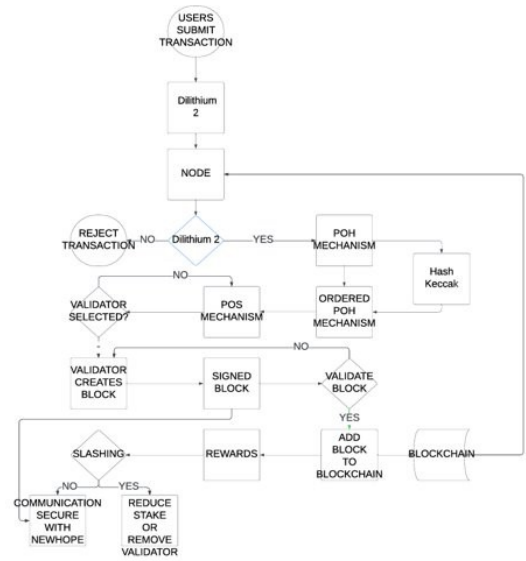 USERS
SUBMIT
TRANSACTION
Dilithium
2
NODE
REJECT
TRANSACTION
NO
Dilithium 2
YES
POH
MECHANISM
Hash
Keccak
NO
VALIDATOR
SELECTED?
POS
MECHANISM
ORDERED
POH
MECHANISM
NO
VALIDATOR
CREATES
BLOCK
SIGNED
BLOCK
VALIDATE
BLOCK
YES
SLASHING
REWARDS
ADD
BLOCK
TO
BLOCKCHAIN
BLOCKCHAIN
NO
YES
COMMUNICATION
SECURE
WITH
NEWHOPE
REDUCE
STAKE
OR
REMOVE
VALIDATOR